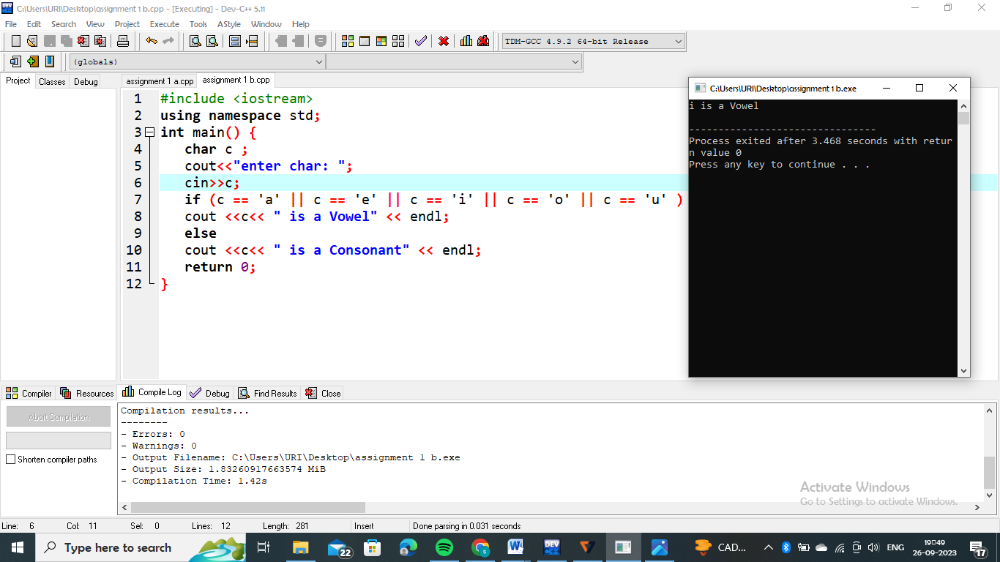 C:\Users\URI\Desktop\assignment 1 b.cpp - [Executing] - Dev-C++ 5.11
File Edit Search View Project Execute Tools AStyle Window Help
TDM-GCC 4.9.2 64-bit Release
(globals)
Project Classes Debug
assignment 1 a.cpp assignment 1 b.cpp
1 #include <iostream>
2 using namespace std;
3 int main() {
4 char c ;
5 cout<<"enter char: ";
6 cin>>c;
7 if (c == 'a' || c == 'e' || c == 'i' || c == 'o' || c == 'u' )
8 cout <<c<< " is a Vowel" << endl;
9 else
10 cout <<c<< " is a Consonant" << endl;
11 return 0;
12 }
C:\Users\URI\Desktop\assignment 1 b.exe
i is a Vowel
--------------------------------
Process exited after 3.468 seconds with retur
n value 0
Press any key to continue . . .
Compiler Resources Compile Log Debug Find Results Close
Abort Compilation
Shorten compiler paths
Compilation results...
--------
- Errors: 0
- Warnings: 0
- Output Filename: C:\Users\URI\Desktop\assignment 1 b.exe
- Output Size: 1.83260917663574 MiB
- Compilation Time: 1.42s
Activate Windows
Go to Settings to activate Windows.
Line: 6 Col: 11 Sel: 0 Lines: 12 Length: 281 Insert Done parsing in 0.031 seconds
Type here to search
22
W
DEV
CAD...
ENG
19:49
26-09-2023
17